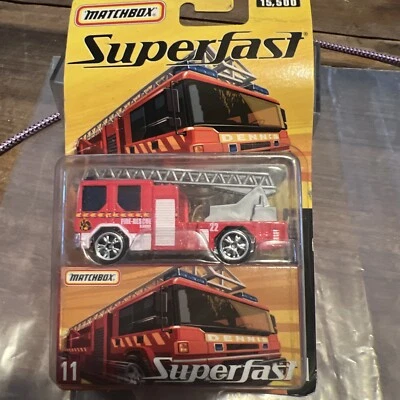 MATCHBOX
15,500
Superfast
DENNIS
FIRE-RESCUE
22
MATCHBOX
DENNIS
11
Superfast